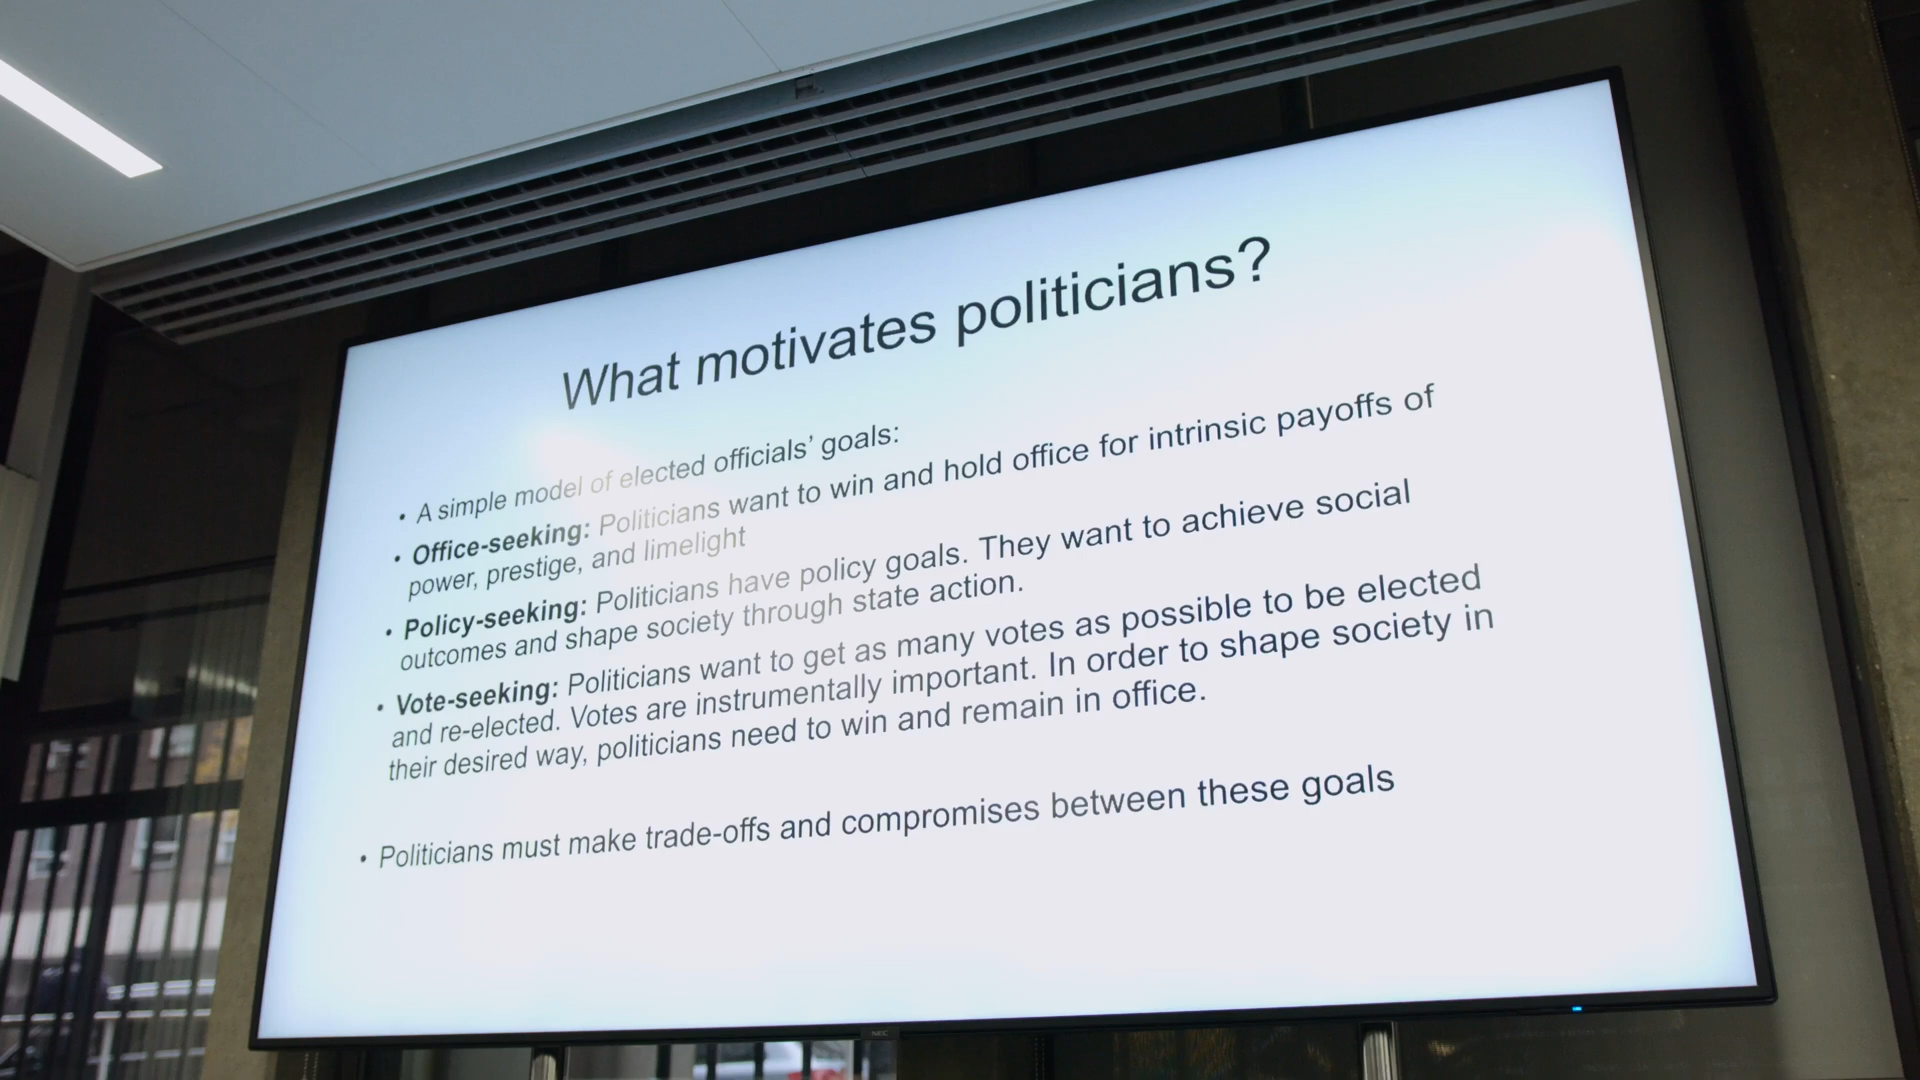 What motivates politicians?
• A simple model of elected officials' goals:
• Office-seeking: Politicians want to win and hold office for intrinsic payoffs of
power, prestige, and limelight
• Policy-seeking: Politicians have policy goals. They want to achieve social
outcomes and shape society through state action.
• Vote-seeking: Politicians want to get as many votes as possible to be elected
and re-elected. Votes are instrumentally important. In order to shape society in
their desired way, politicians need to win and remain in office.
• Politicians must make trade-offs and compromises between these goals
NEC